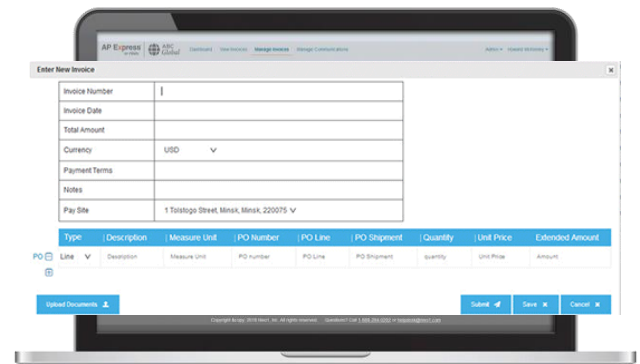 AP Express ABC Global Dashboard View Invoices Manage Invoices Manage Communications Admin
Enter New Invoice x
Invoice Number
Invoice Date
Total Amount
Currency USD
Payment Terms
Notes
Pay Site 1 Tolstogo Street, Minsk, Minsk, 220075
Type Description Measure Unit PO Number PO Line PO Shipment Quantity Unit Price Extended Amount
PO Line Description Measure Unit PO number PO Line PO Shipment quantity Unit Price Amount
Upload Documents Submit Save x Cancel x